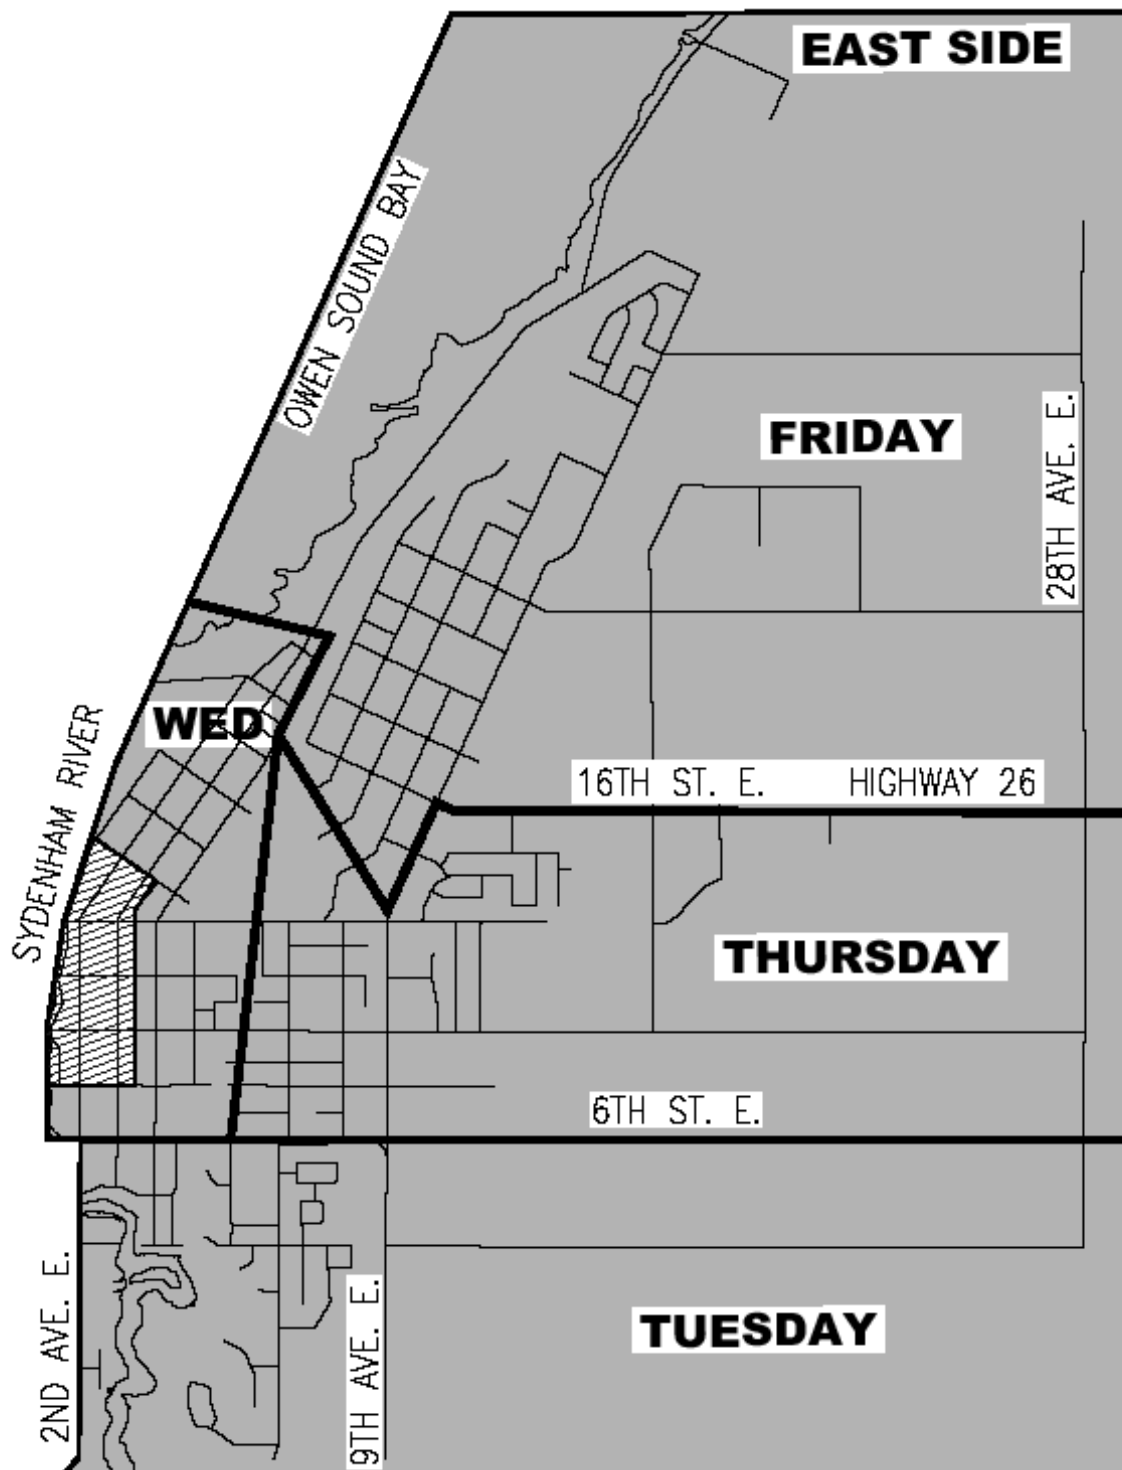 EAST SIDE
OWEN SOUND BAY
FRIDAY
28TH AVE. E.
WED
SYDENHAM RIVER
16TH ST. E. HIGHWAY 26
THURSDAY
6TH ST. E.
2ND AVE. E.
9TH AVE. E.
TUESDAY